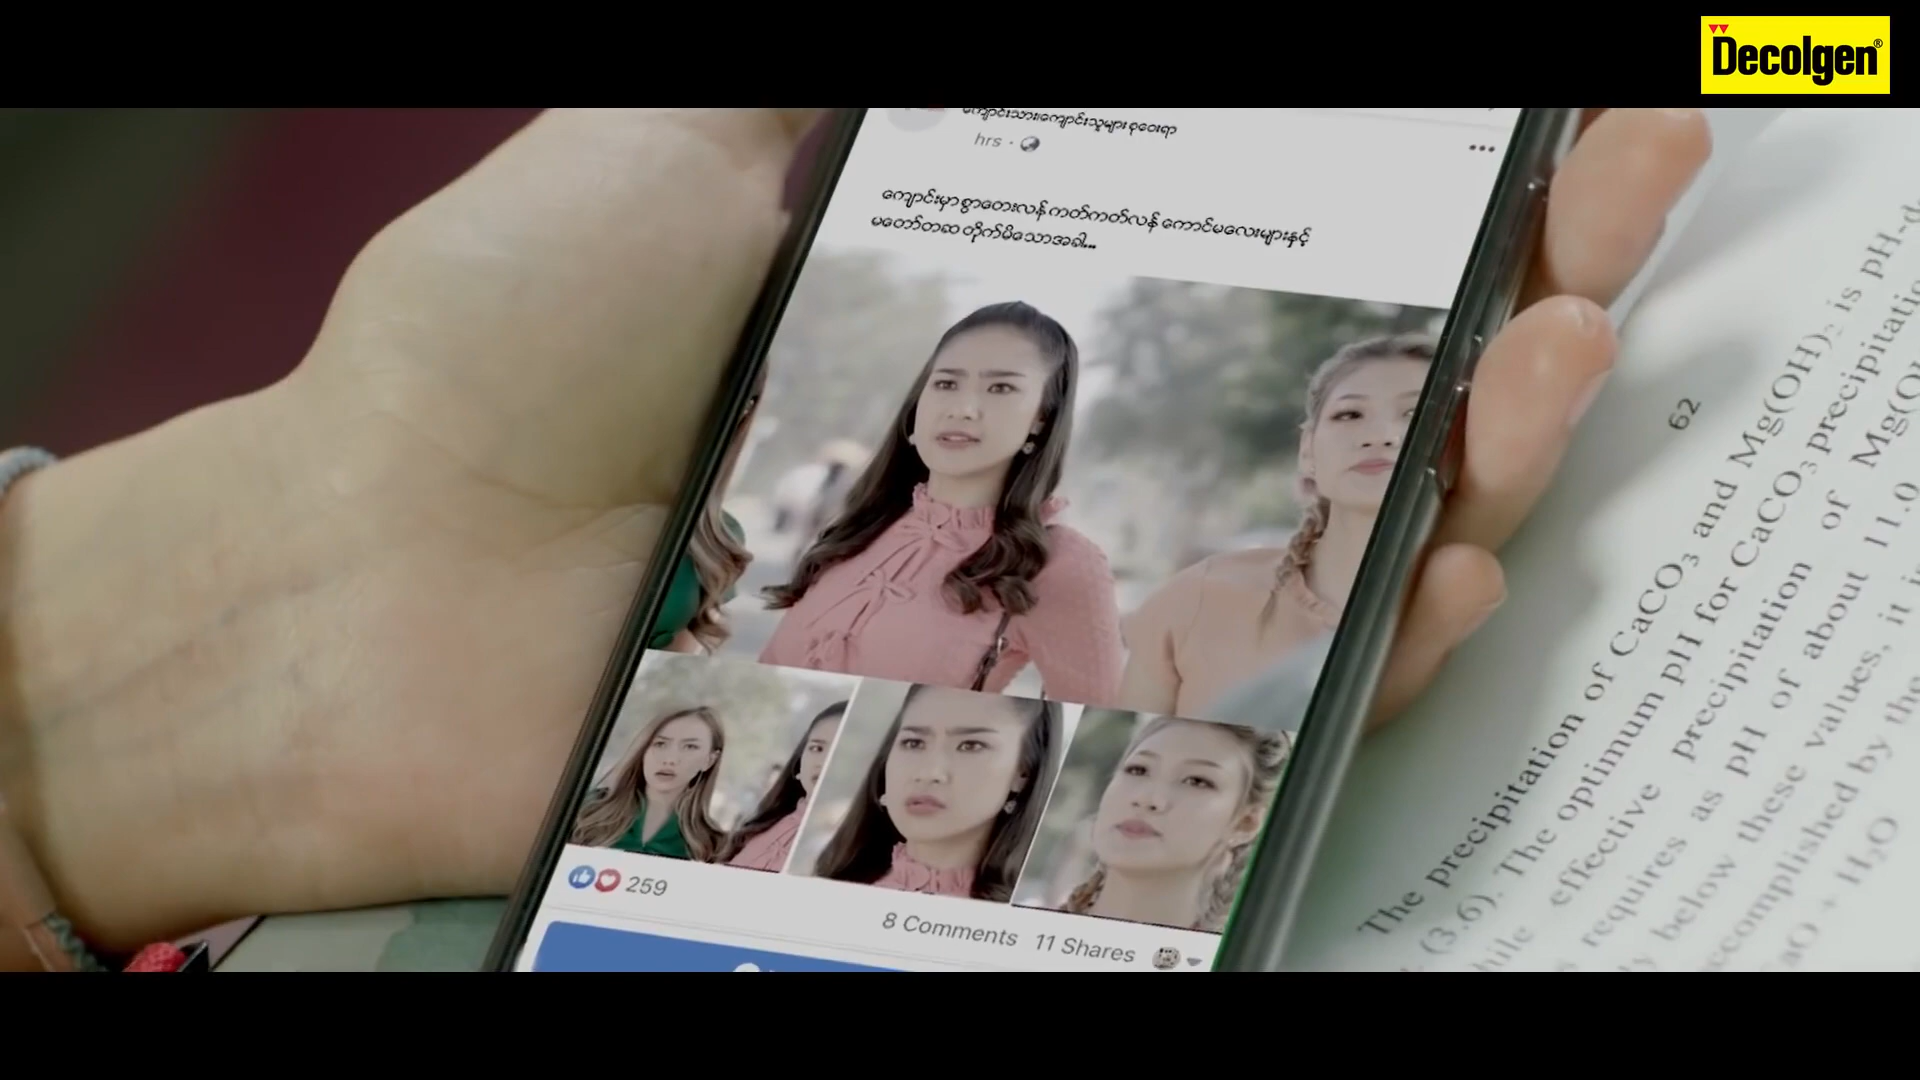 Decolgen®
ကျောင်းသား၊ကျောင်းသူများ စုဝေးရာ
hrs ·
ကျောင်းမှာ စွာတေးလန် ကတ်ကတ်လန် ကောင်မလေးများနှင့်
မတော်တဆ တိုက်မိသောအခါ...
259
8 Comments 11 Shares
62
The precipitation of CaCO3 and Mg(OH)2 is pH-d
(3.6). The optimum pH for CaCO3 precipitatio
effective precipitation of
requires as pH of about 11.0
below these values, it i
ccomplished by the
aO + H2O